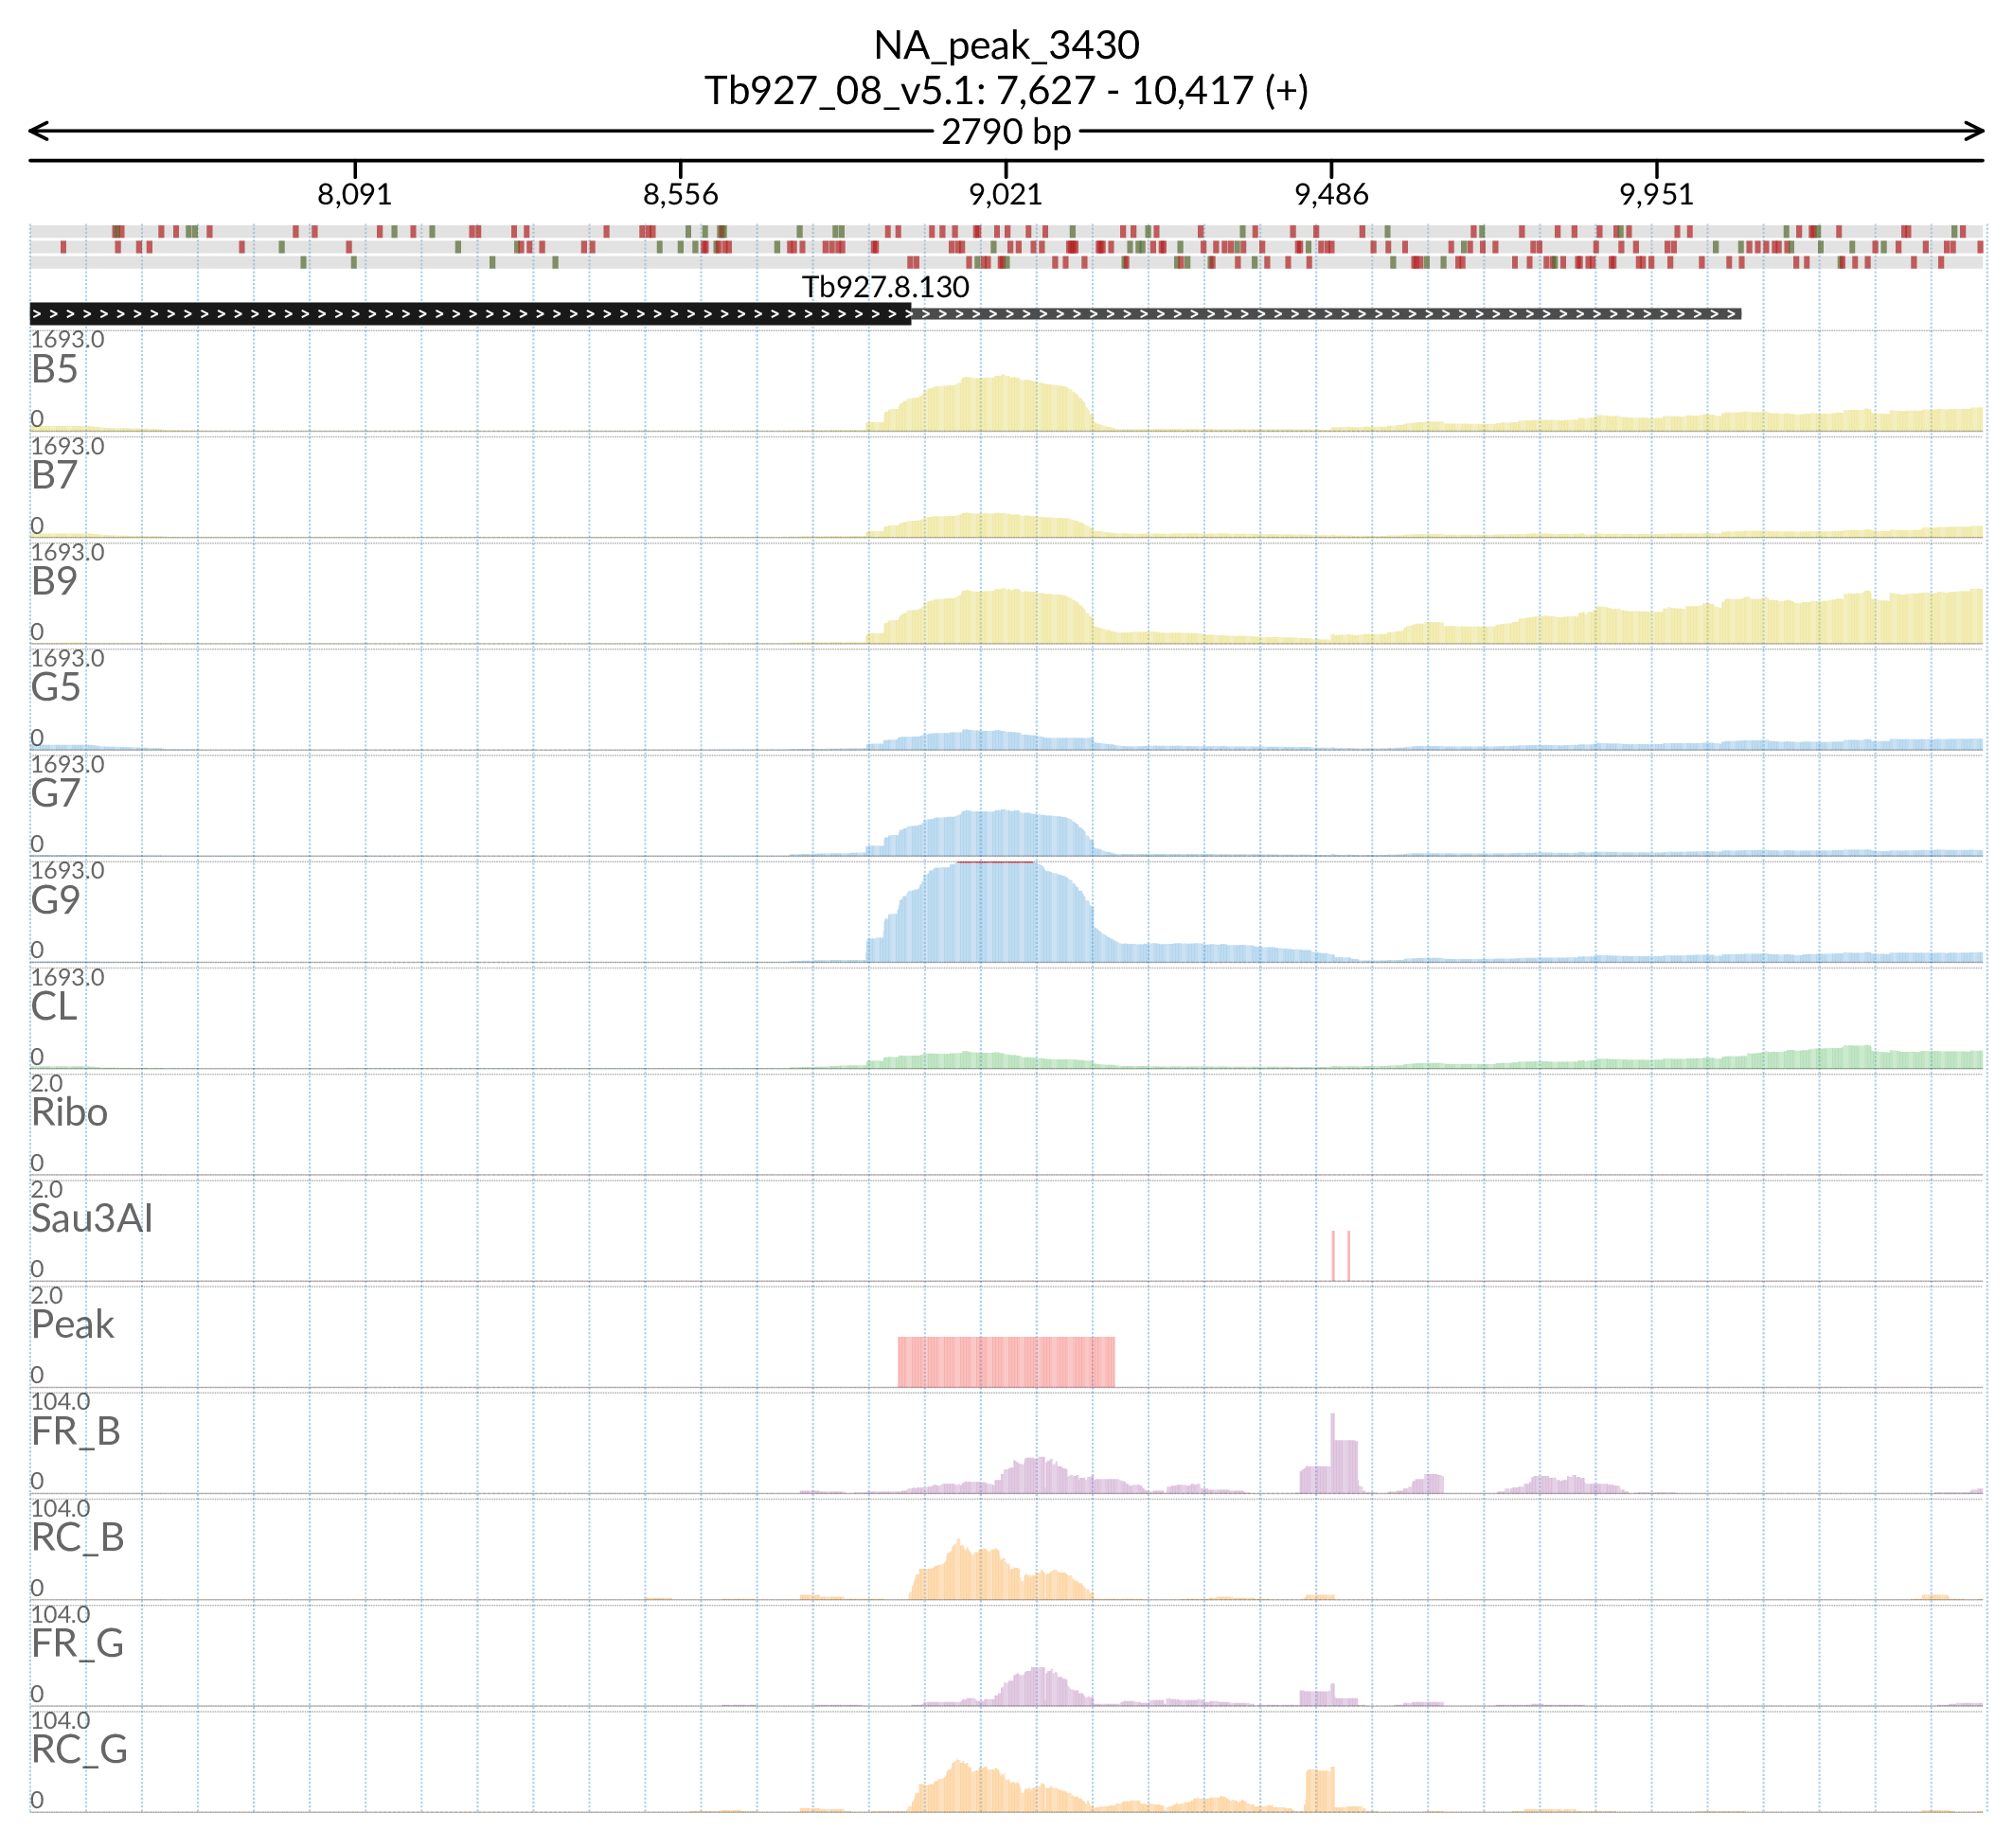 NA_peak_3430
Tb927_08_v5.1: 7,627 - 10,417 (+)
2790 bp
8,091 8,556 9,021 9,486 9,951
Tb927.8.130
1693.0
B5
0
1693.0
B7
0
1693.0
B9
0
1693.0
G5
0
1693.0
G7
0
1693.0
G9
0
1693.0
CL
0
2.0
Ribo
0
2.0
Sau3AI
0
2.0
Peak
0
104.0
FR_B
0
104.0
RC_B
0
104.0
FR_G
0
104.0
RC_G
0